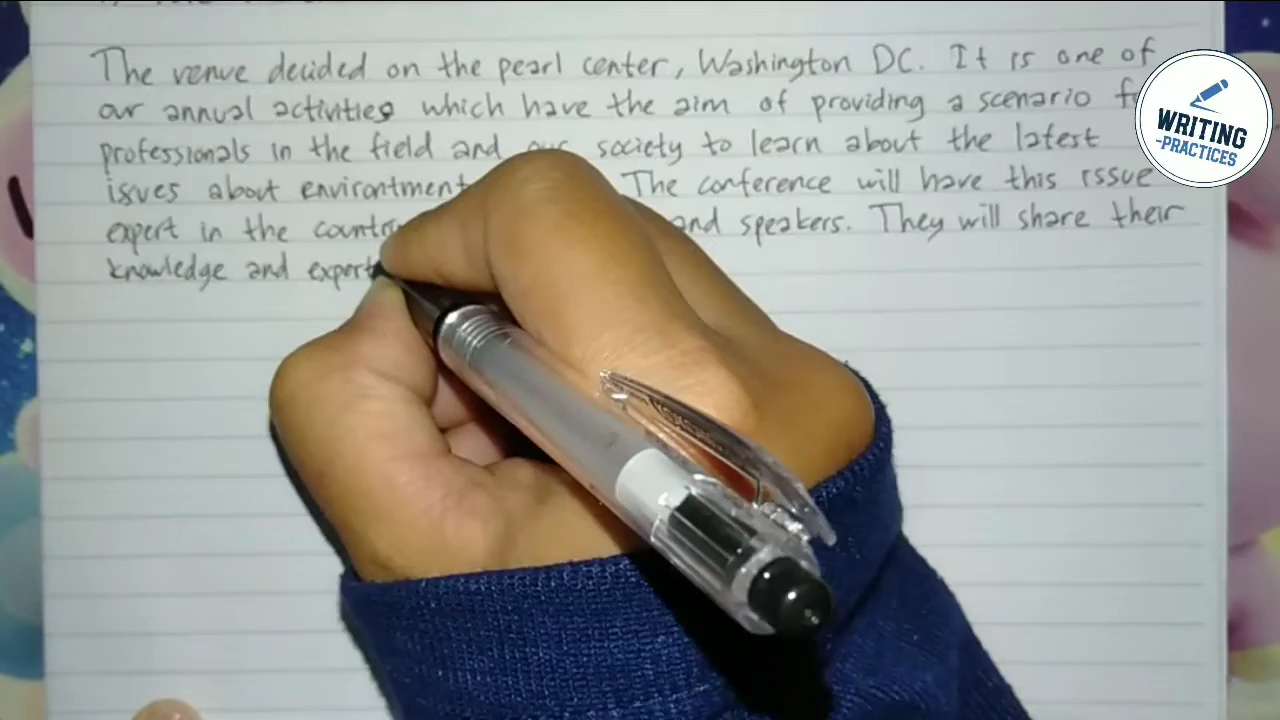 The venue decided on the pearl center, Washington DC. It is one of
our annual activities which have the aim of providing a scenario
professionals in the field and our society to learn about the latest
issues about The conference will have this issue
expert in the and speakers. They will share their
knowledge and
WRITING
-PRACTICES